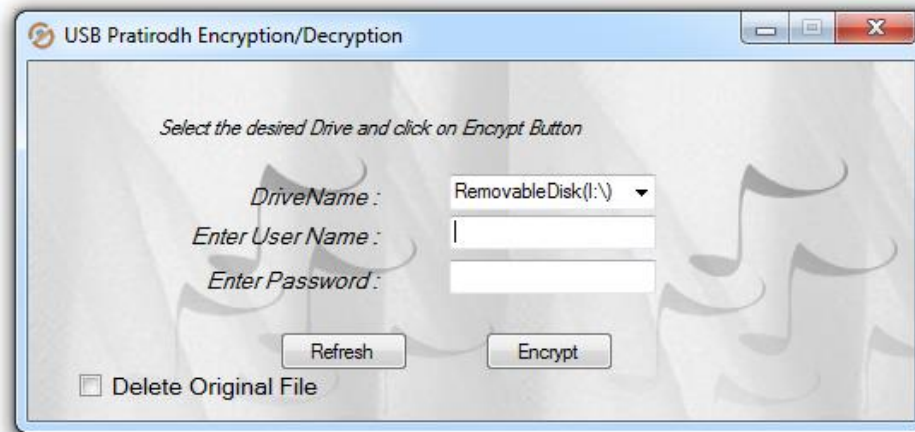 USB Pratirodh Encryption/Decryption
Select the desired Drive and click on Encrypt Button
DriveName :
RemovableDisk(I:\)
Enter User Name :
Enter Password :
Refresh
Encrypt
Delete Original File